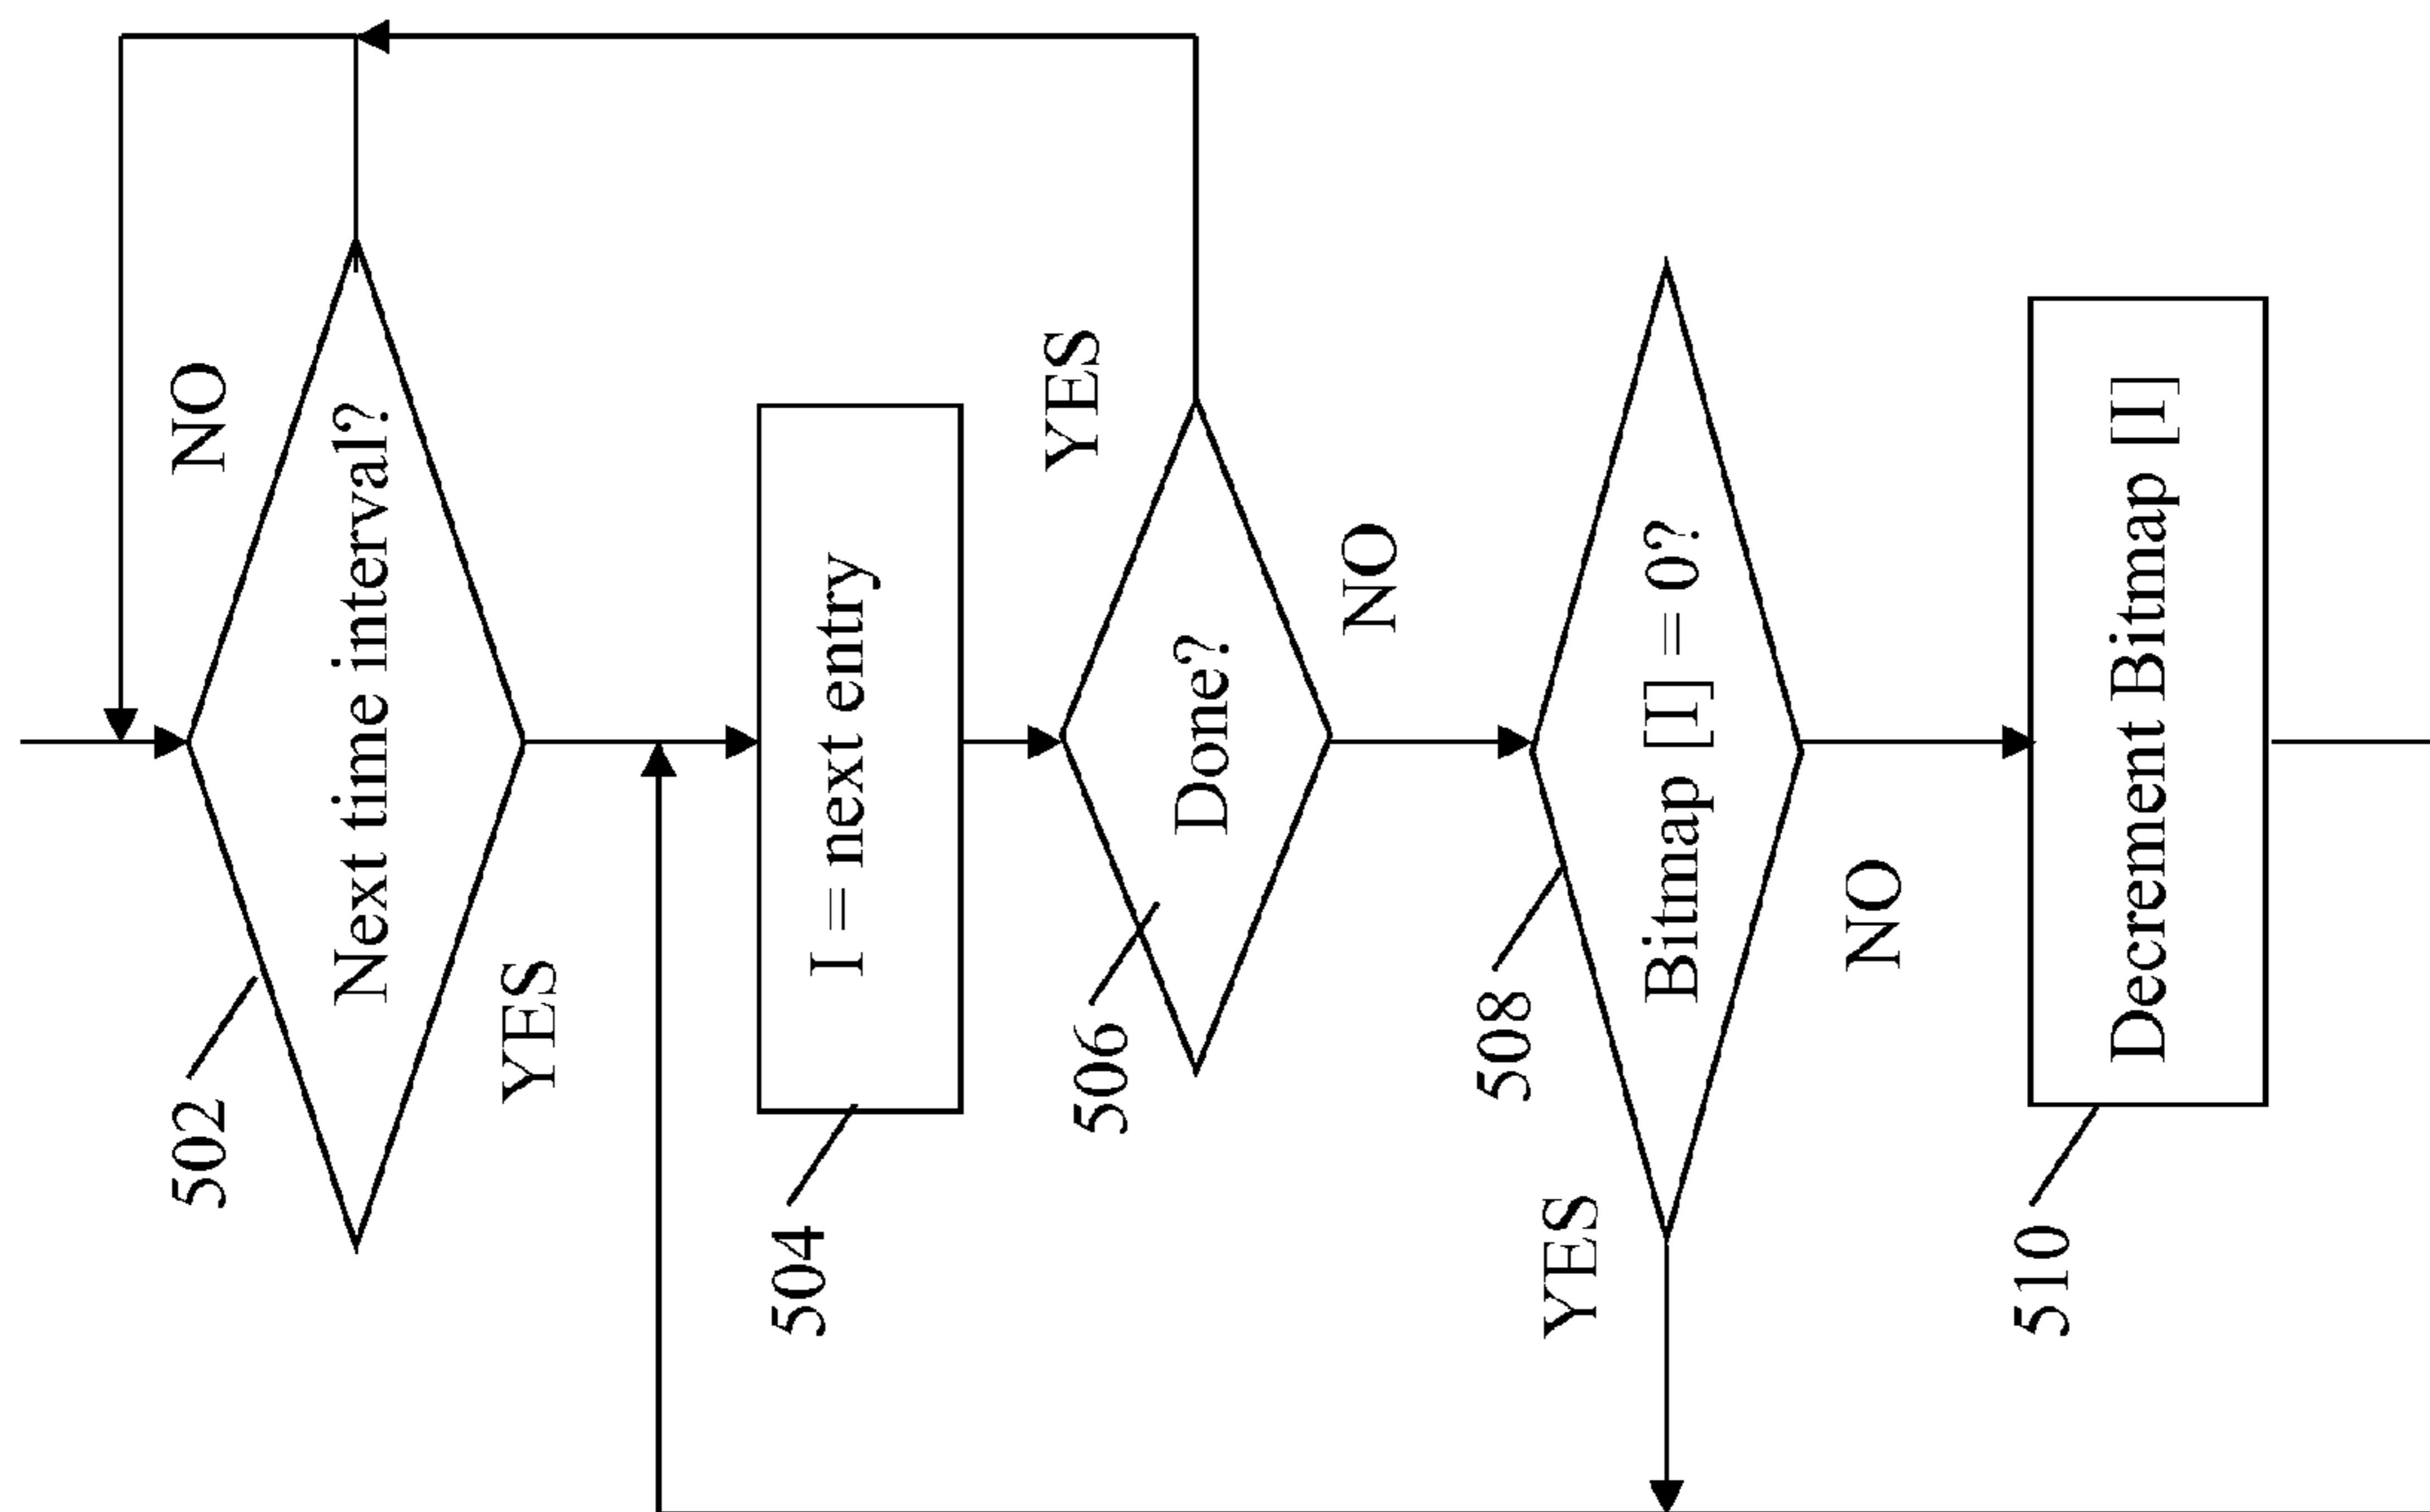 502
Next time interval?
NO
YES
504
I = next entry
506
Done?
YES
NO
508
Bitmap [I] = 0?
YES
NO
510
Decrement Bitmap [I]